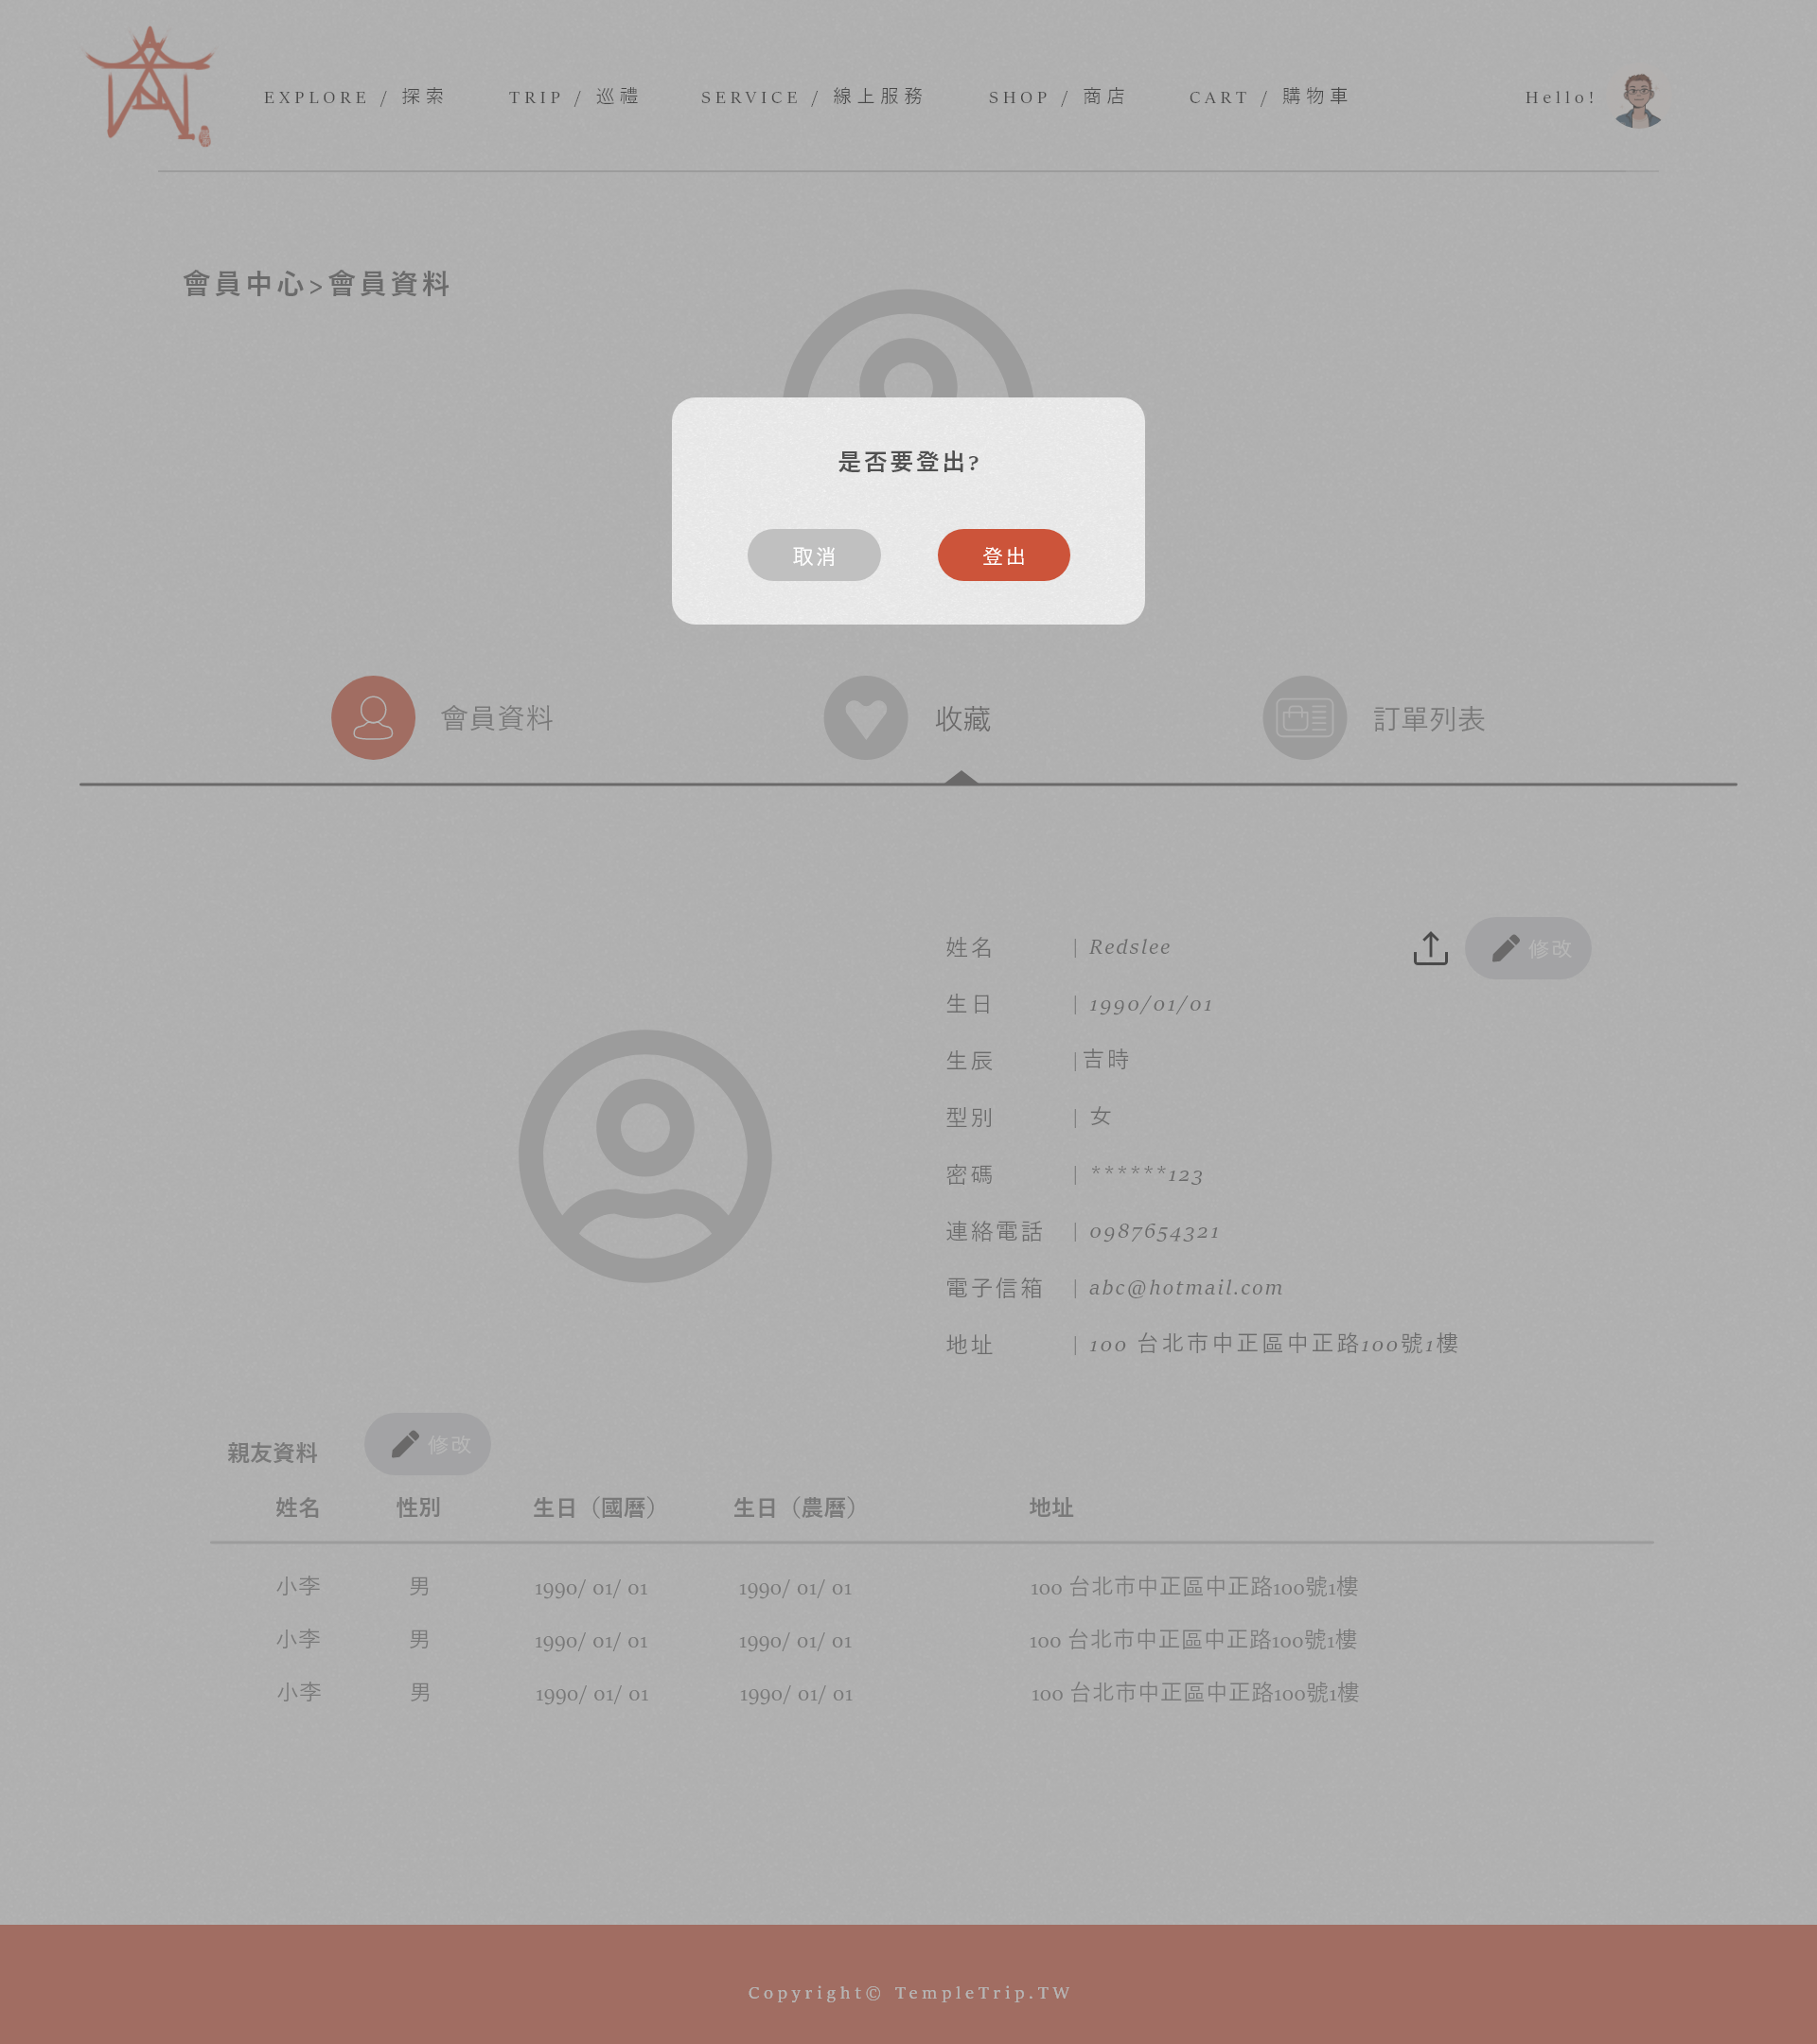 EXPLORE / 探索 TRIP / 巡禮 SERVICE / 線上服務 SHOP / 商店 CART / 購物車 Hello!
會員中心>會員資料
是否要登出?
取消 登出
會員資料 收藏 訂單列表
姓名 | Redslee 修改
生日 | 1990/01/01
生辰 |吉時
型別 | 女
密碼 | ******123
連絡電話 | 0987654321
電子信箱 | abc@hotmail.com
地址 | 100 台北市中正區中正路100號1樓
親友資料 修改
姓名 性別 生日（國曆） 生日（農曆） 地址
小李 男 1990/ 01/ 01 1990/ 01/ 01 100 台北市中正區中正路100號1樓
小李 男 1990/ 01/ 01 1990/ 01/ 01 100 台北市中正區中正路100號1樓
小李 男 1990/ 01/ 01 1990/ 01/ 01 100 台北市中正區中正路100號1樓
Copyright© TempleTrip.TW